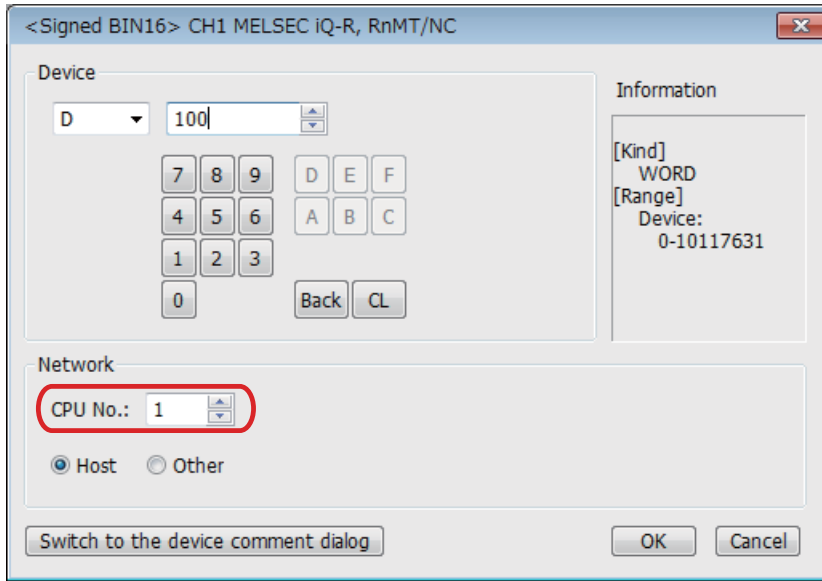 <Signed BIN16> CH1 MELSEC iQ-R, RnMT/NC
Device
D 100
7 8 9 D E F
4 5 6 A B C
1 2 3
0 Back CL
Information
[Kind]
WORD
[Range]
Device:
0-10117631
Network
CPU No.: 1
Host Other
Switch to the device comment dialog OK Cancel